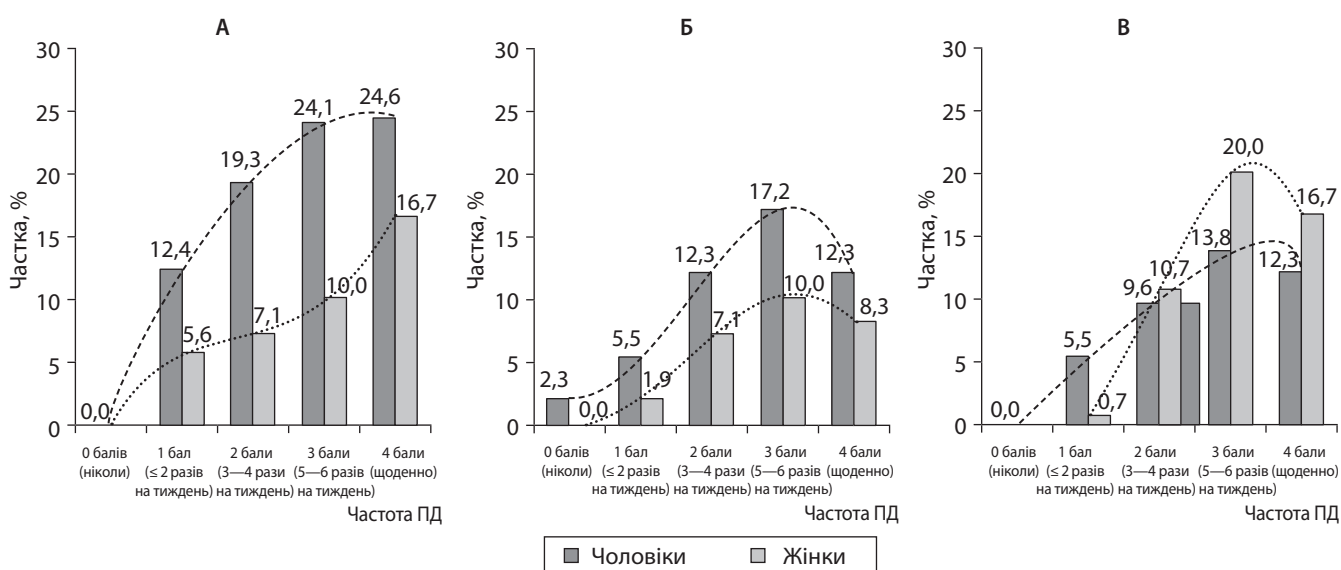 А
Частка, %
30
25
20
15
10
5
0
0,0
12,4
5,6
19,3
7,1
24,1
10,0
24,6
16,7
0 балів (ніколи)
1 бал (≤ 2 разів на тиждень)
2 бали (3—4 рази на тиждень)
3 бали (5—6 разів на тиждень)
4 бали (щоденно)
Частота ПД
Б
Частка, %
30
25
20
15
10
5
0
2,3
0,0
5,5
1,9
12,3
7,1
17,2
10,0
12,3
8,3
0 балів (ніколи)
1 бал (≤ 2 разів на тиждень)
2 бали (3—4 рази на тиждень)
3 бали (5—6 разів на тиждень)
4 бали (щоденно)
Частота ПД
В
Частка, %
30
25
20
15
10
5
0
0,0
5,5
0,7
9,6
10,7
13,8
20,0
12,3
16,7
0 балів (ніколи)
1 бал (≤ 2 разів на тиждень)
2 бали (3—4 рази на тиждень)
3 бали (5—6 разів на тиждень)
4 бали (щоденно)
Частота ПД
Чоловіки
Жінки